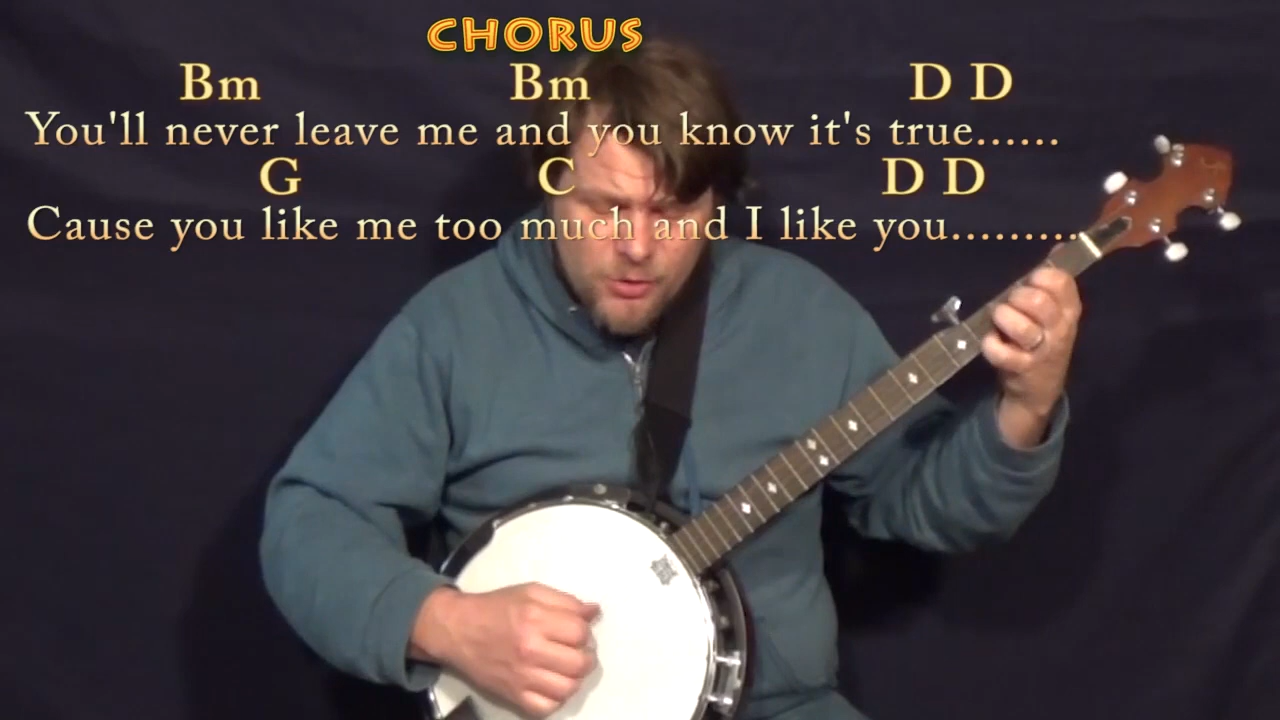 CHORUS
Bm Bm D D
You'll never leave me and you know it's true......
G C D D
Cause you like me too much and I like you..........